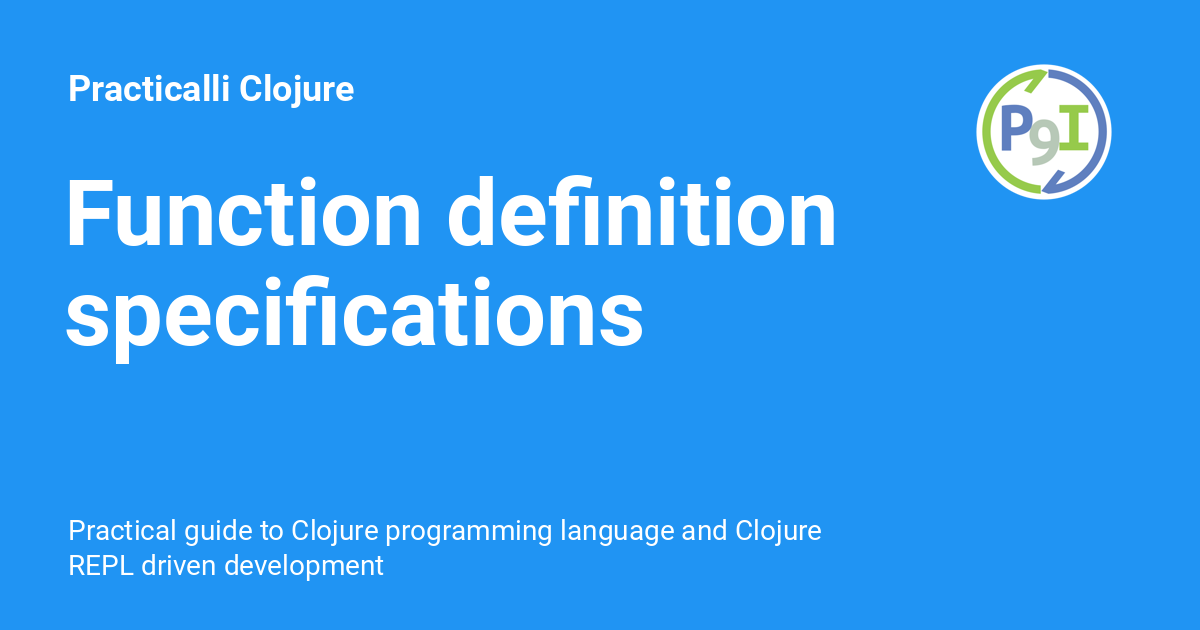 Practicalli Clojure
P9I
Function definition
specifications
Practical guide to Clojure programming language and Clojure
REPL driven development